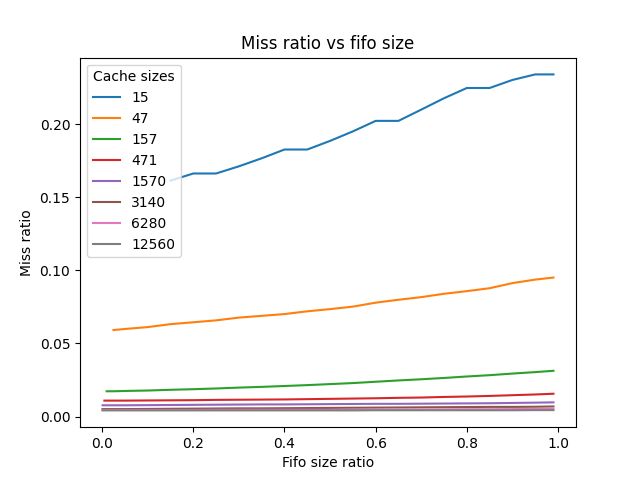 Miss ratio vs fifo size
Cache sizes
15
47
157
471
1570
3140
6280
12560
0.20
0.15
0.10
0.05
0.00
Miss ratio
0.0 0.2 0.4 0.6 0.8 1.0
Fifo size ratio